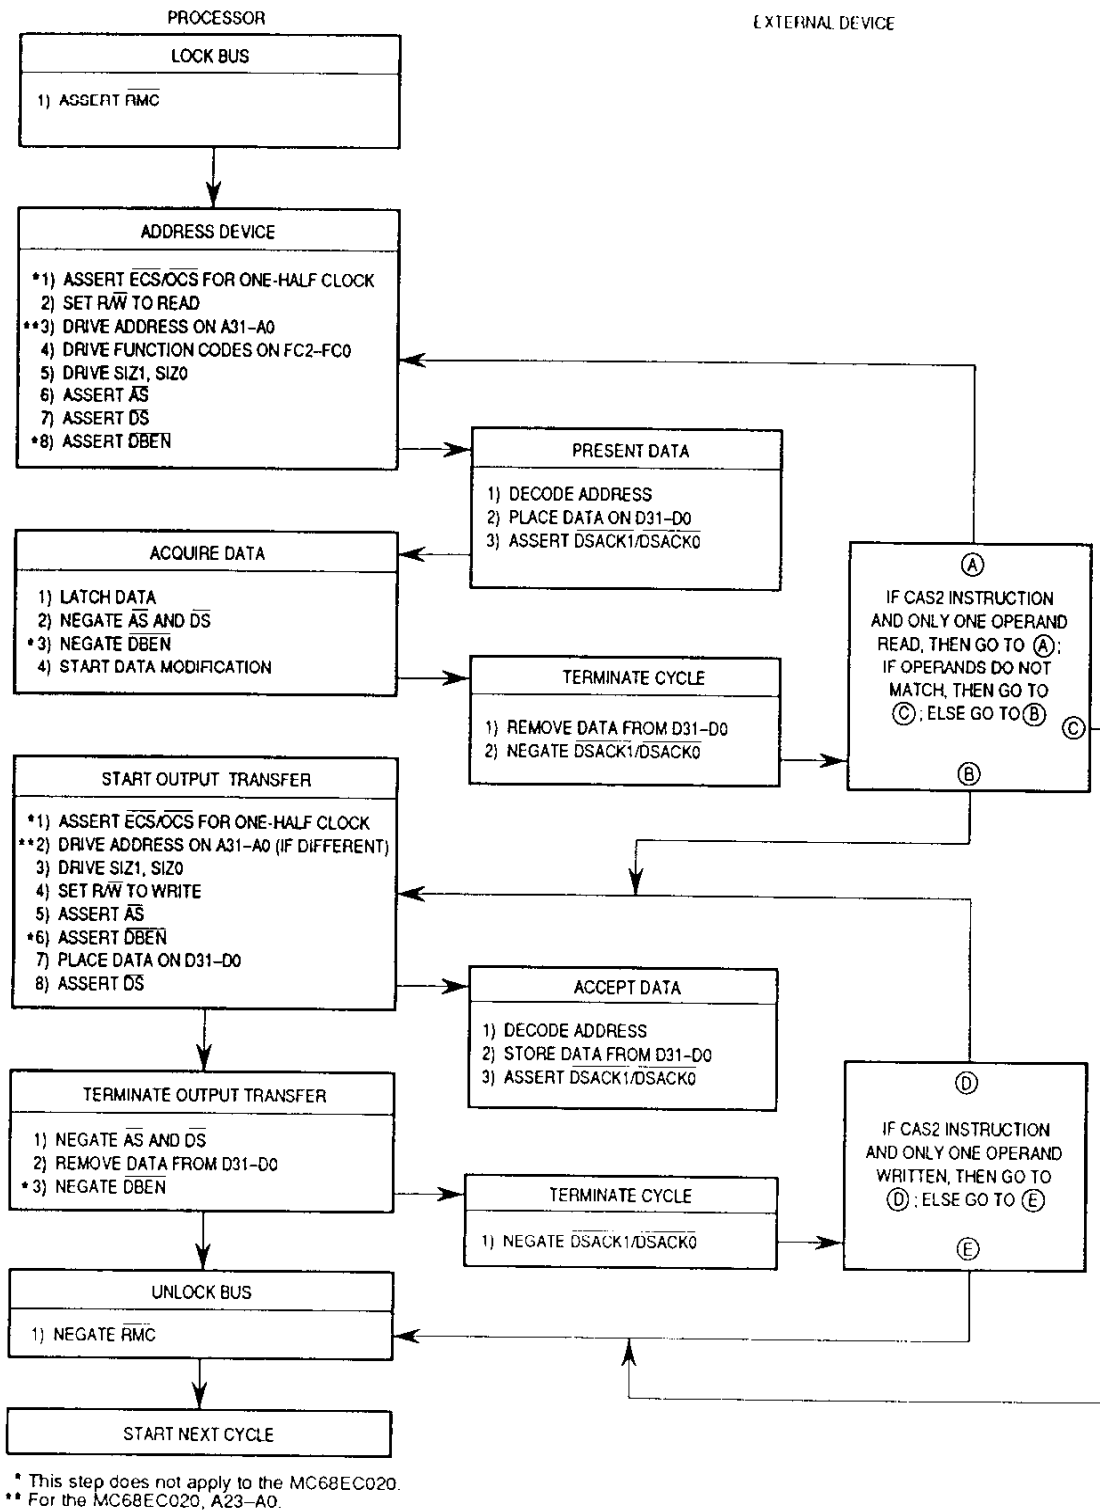 PROCESSOR
EXTERNAL DEVICE
LOCK BUS
1) ASSERT RMC
ADDRESS DEVICE
*1) ASSERT ECS/OCS FOR ONE-HALF CLOCK
2) SET R/W TO READ
**3) DRIVE ADDRESS ON A31–A0
4) DRIVE FUNCTION CODES ON FC2–FC0
5) DRIVE SIZ1, SIZ0
6) ASSERT AS
7) ASSERT DS
*8) ASSERT DBEN
PRESENT DATA
1) DECODE ADDRESS
2) PLACE DATA ON D31–D0
3) ASSERT DSACK1/DSACK0
ACQUIRE DATA
1) LATCH DATA
2) NEGATE AS AND DS
*3) NEGATE DBEN
4) START DATA MODIFICATION
TERMINATE CYCLE
1) REMOVE DATA FROM D31–D0
2) NEGATE DSACK1/DSACK0
A
IF CAS2 INSTRUCTION
AND ONLY ONE OPERAND
READ, THEN GO TO A;
IF OPERANDS DO NOT
MATCH, THEN GO TO
C; ELSE GO TO B
C
B
START OUTPUT TRANSFER
*1) ASSERT ECS/OCS FOR ONE-HALF CLOCK
**2) DRIVE ADDRESS ON A31–A0 (IF DIFFERENT)
3) DRIVE SIZ1, SIZ0
4) SET R/W TO WRITE
5) ASSERT AS
*6) ASSERT DBEN
7) PLACE DATA ON D31–D0
8) ASSERT DS
ACCEPT DATA
1) DECODE ADDRESS
2) STORE DATA FROM D31–D0
3) ASSERT DSACK1/DSACK0
TERMINATE OUTPUT TRANSFER
1) NEGATE AS AND DS
2) REMOVE DATA FROM D31–D0
*3) NEGATE DBEN
TERMINATE CYCLE
1) NEGATE DSACK1/DSACK0
D
IF CAS2 INSTRUCTION
AND ONLY ONE OPERAND
WRITTEN, THEN GO TO
D; ELSE GO TO E
E
UNLOCK BUS
1) NEGATE RMC
START NEXT CYCLE
* This step does not apply to the MC68EC020.
** For the MC68EC020, A23–A0.